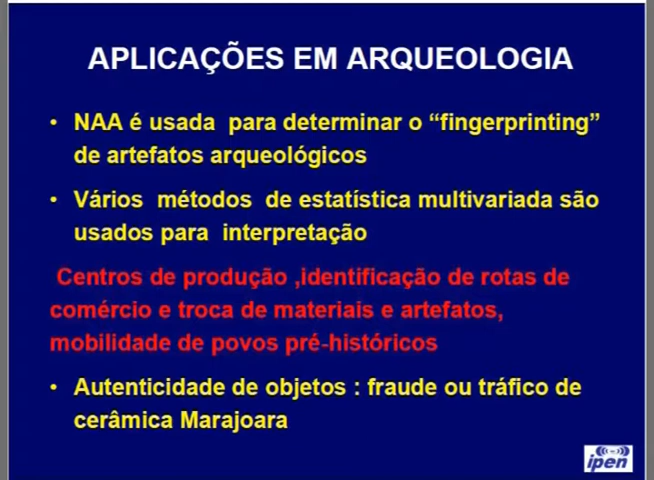 APLICAÇÕES EM ARQUEOLOGIA
• NAA é usada para determinar o “fingerprinting”
de artefatos arqueológicos
• Vários métodos de estatística multivariada são
usados para interpretação
Centros de produção ,identificação de rotas de
comércio e troca de materiais e artefatos,
mobilidade de povos pré-históricos
• Autenticidade de objetos : fraude ou tráfico de
cerâmica Marajoara
ipen